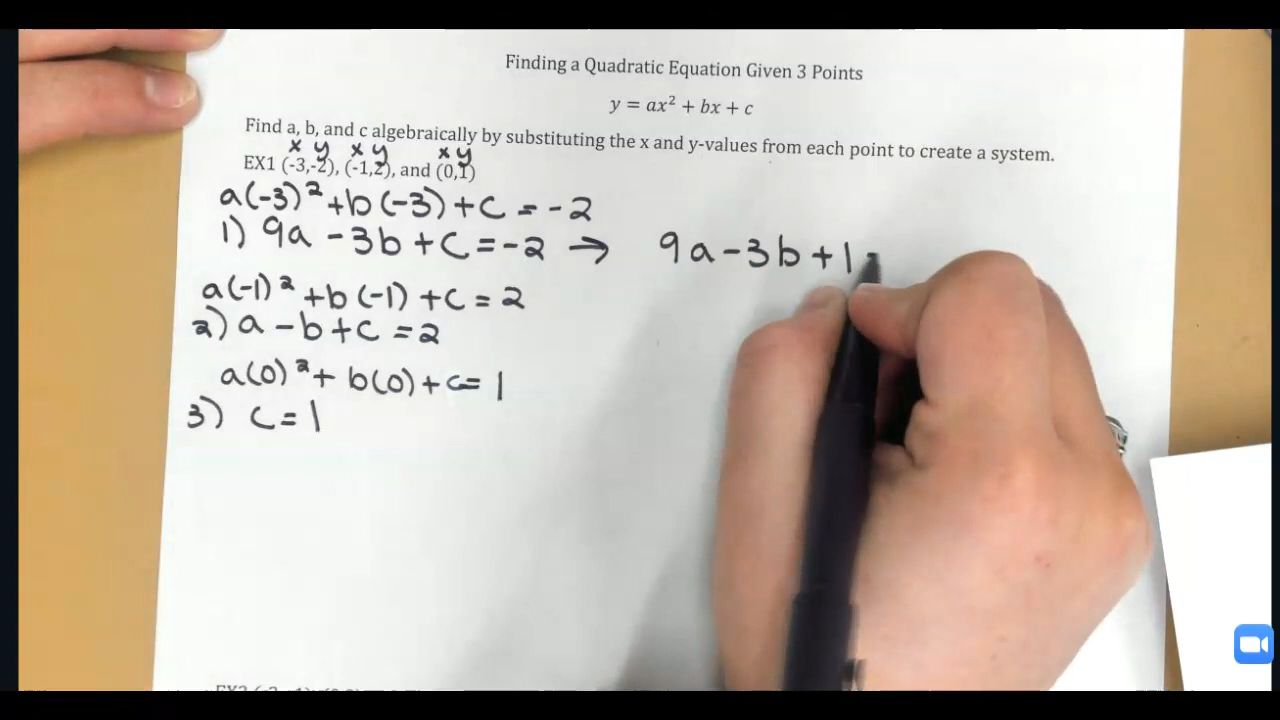 Finding a Quadratic Equation Given 3 Points
y = ax² + bx + c
Find a, b, and c algebraically by substituting the x and y-values from each point to create a system.
x y x y x y
EX1 (-3,-2), (-1,2), and (0,1)
a(-3)² + b(-3) + c = -2
1) 9a - 3b + c = -2 → 9a - 3b + 1 =
a(-1)² + b(-1) + c = 2
2) a - b + c = 2
a(0)² + b(0) + c = 1
3) c = 1